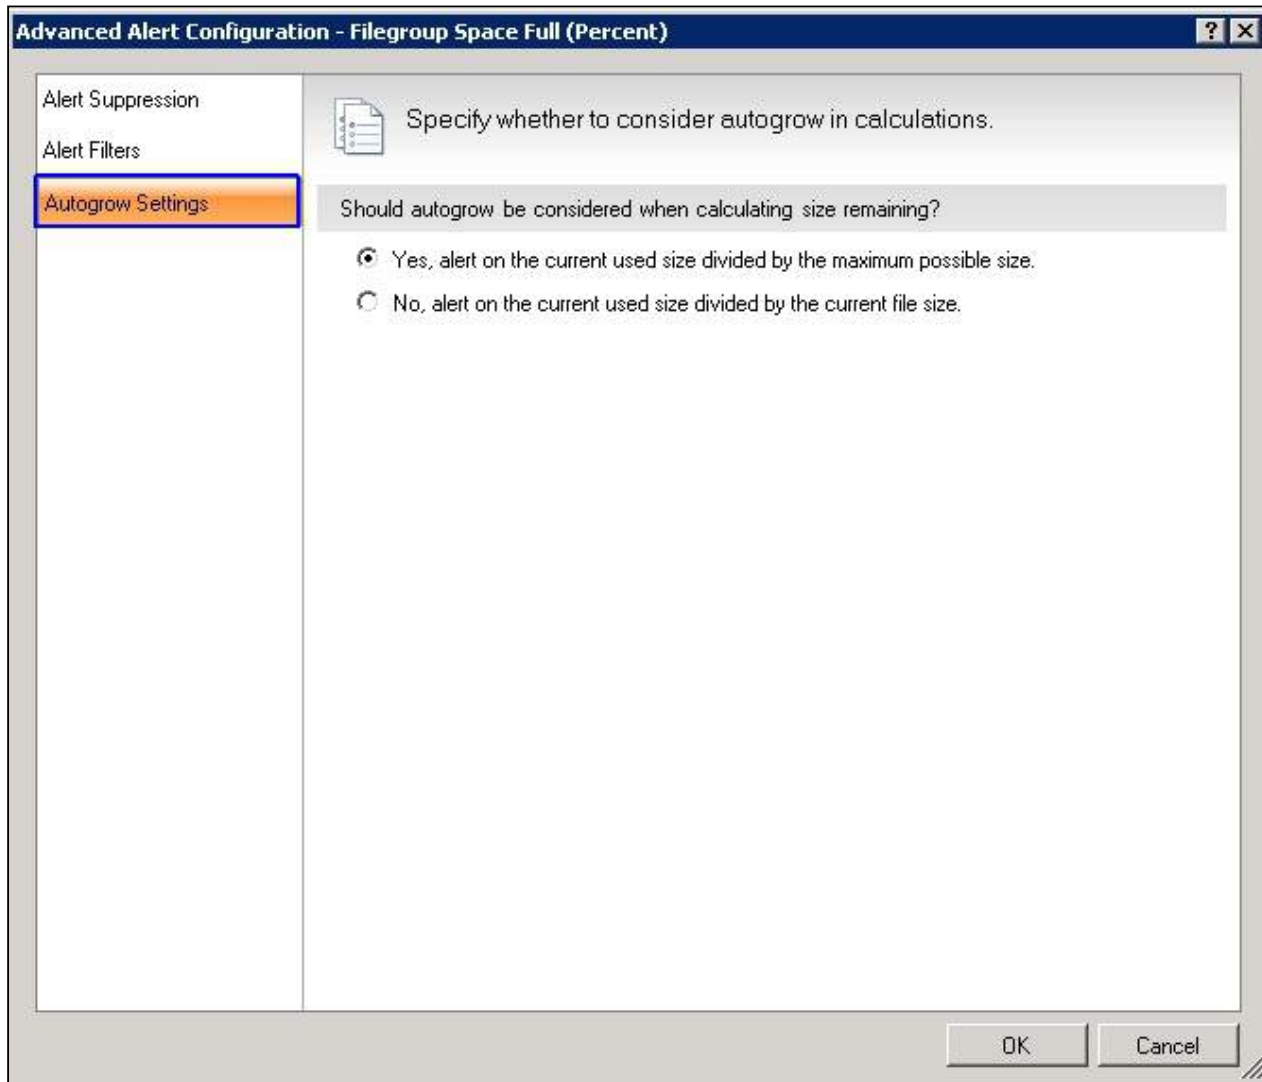 Advanced Alert Configuration - Filegroup Space Full (Percent)
Alert Suppression
Alert Filters
Autogrow Settings
Specify whether to consider autogrow in calculations.
Should autogrow be considered when calculating size remaining?
Yes, alert on the current used size divided by the maximum possible size.
No, alert on the current used size divided by the current file size.
OK
Cancel